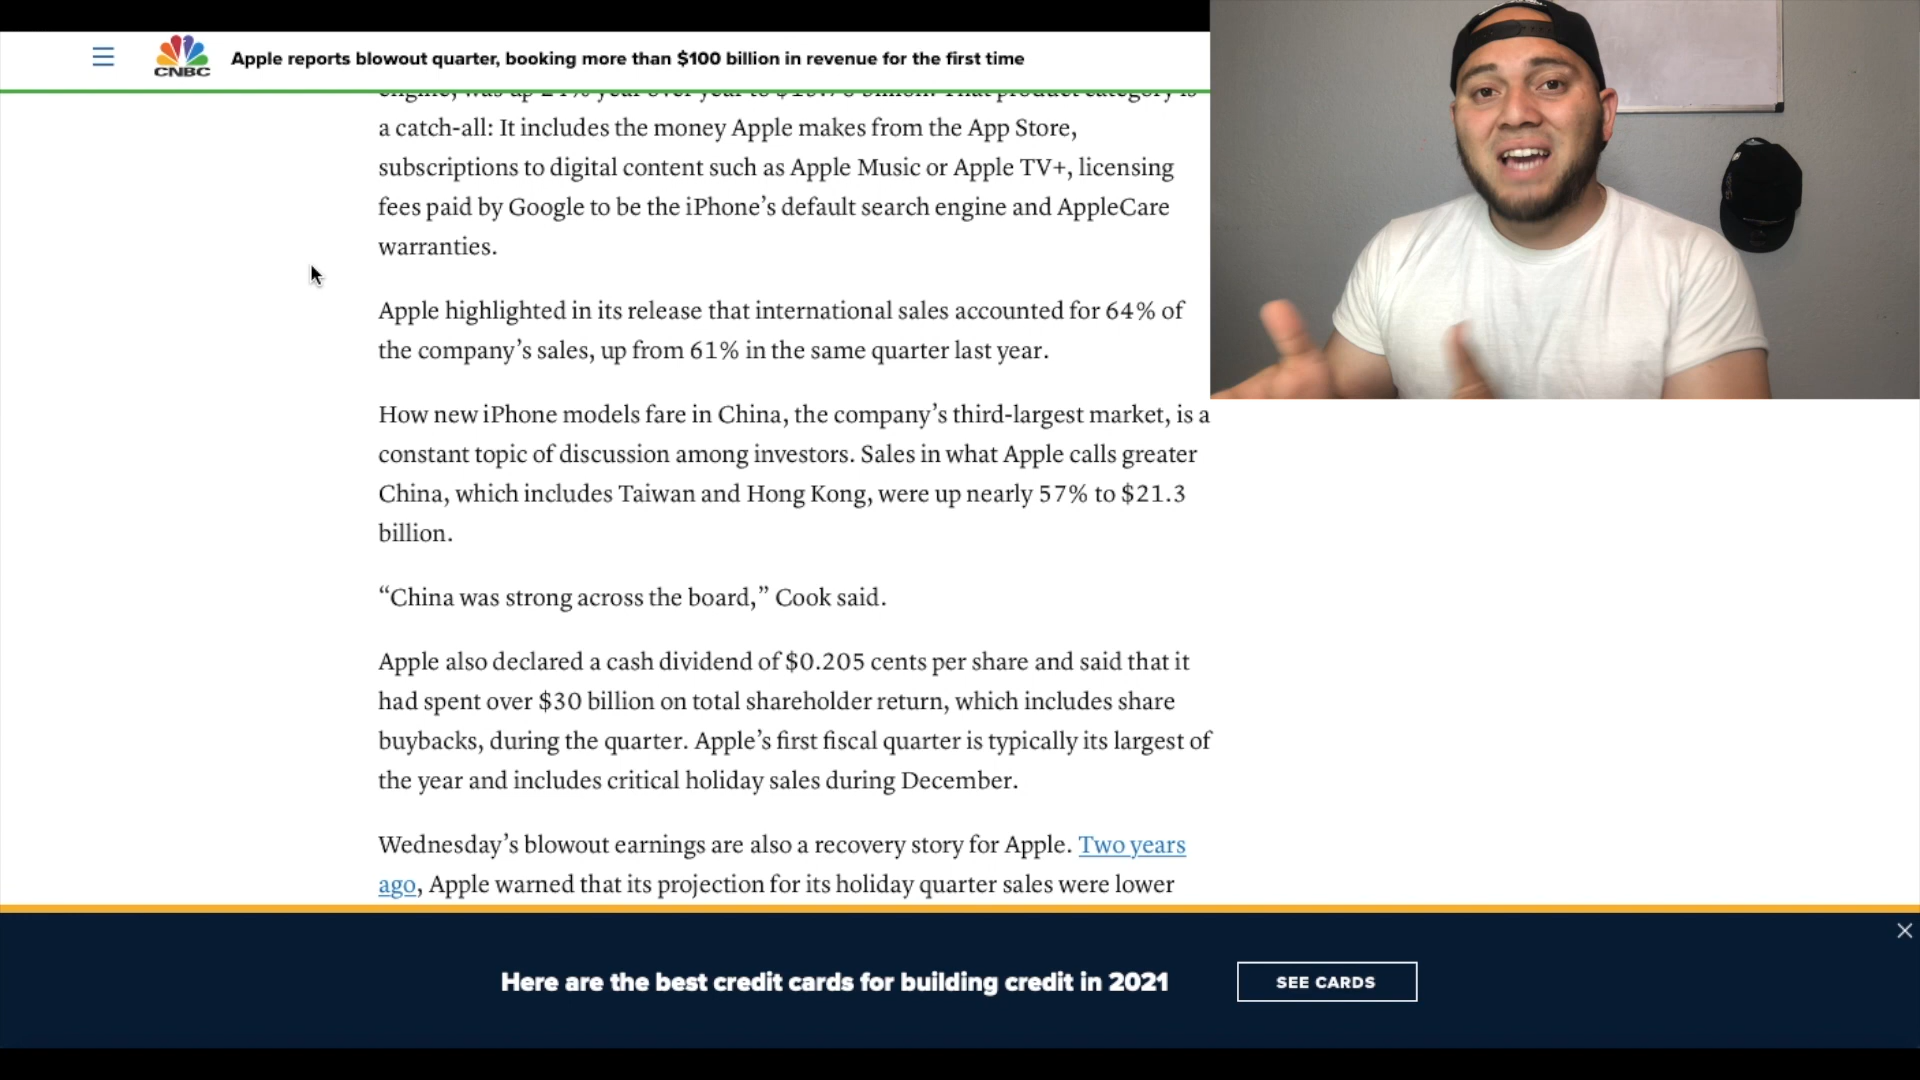 CNBC
Apple reports blowout quarter, booking more than $100 billion in revenue for the first time
a catch-all: It includes the money Apple makes from the App Store,
subscriptions to digital content such as Apple Music or Apple TV+, licensing
fees paid by Google to be the iPhone’s default search engine and AppleCare
warranties.
Apple highlighted in its release that international sales accounted for 64% of
the company’s sales, up from 61% in the same quarter last year.
How new iPhone models fare in China, the company’s third-largest market, is a
constant topic of discussion among investors. Sales in what Apple calls greater
China, which includes Taiwan and Hong Kong, were up nearly 57% to $21.3
billion.
“China was strong across the board,” Cook said.
Apple also declared a cash dividend of $0.205 cents per share and said that it
had spent over $30 billion on total shareholder return, which includes share
buybacks, during the quarter. Apple’s first fiscal quarter is typically its largest of
the year and includes critical holiday sales during December.
Wednesday’s blowout earnings are also a recovery story for Apple. Two years
ago, Apple warned that its projection for its holiday quarter sales were lower
Here are the best credit cards for building credit in 2021
SEE CARDS